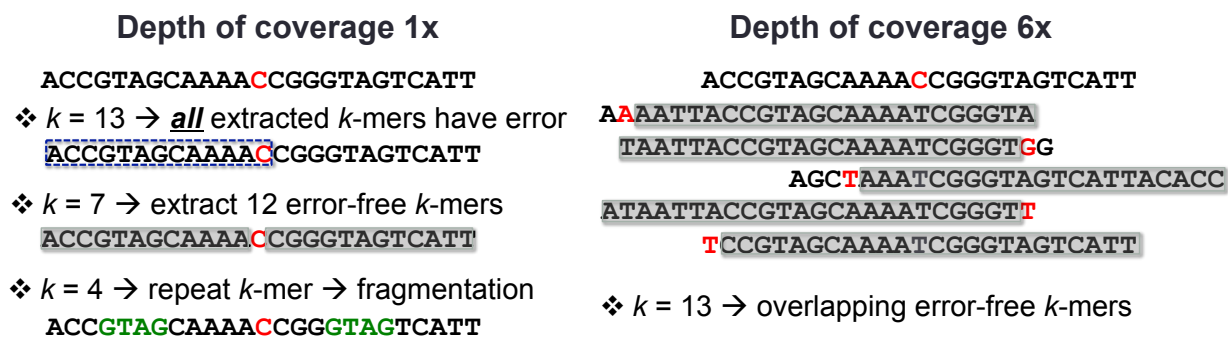 Depth of coverage 1x
ACCGTAGCAAAACCGGGTAGTCATT
❖ k = 13 → all extracted k-mers have error
ACCGTAGCAAAACCGGGTAGTCATT
❖ k = 7 → extract 12 error-free k-mers
ACCGTAGCAAAACCGGGTAGTCATT
❖ k = 4 → repeat k-mer → fragmentation
ACCGTAGCAAAACCGGGTAGTCATT
Depth of coverage 6x
ACCGTAGCAAAACCGGGTAGTCATT
AAAATTACCGTAGCAAAATCGGGTA
TAATTACCGTAGCAAAATCGGGTGG
AGCTAAATCGGGTAGTCATTACACC
ATAATTACCGTAGCAAAATCGGGTT
TCCGTAGCAAAATCGGGTAGTCATT
❖ k = 13 → overlapping error-free k-mers